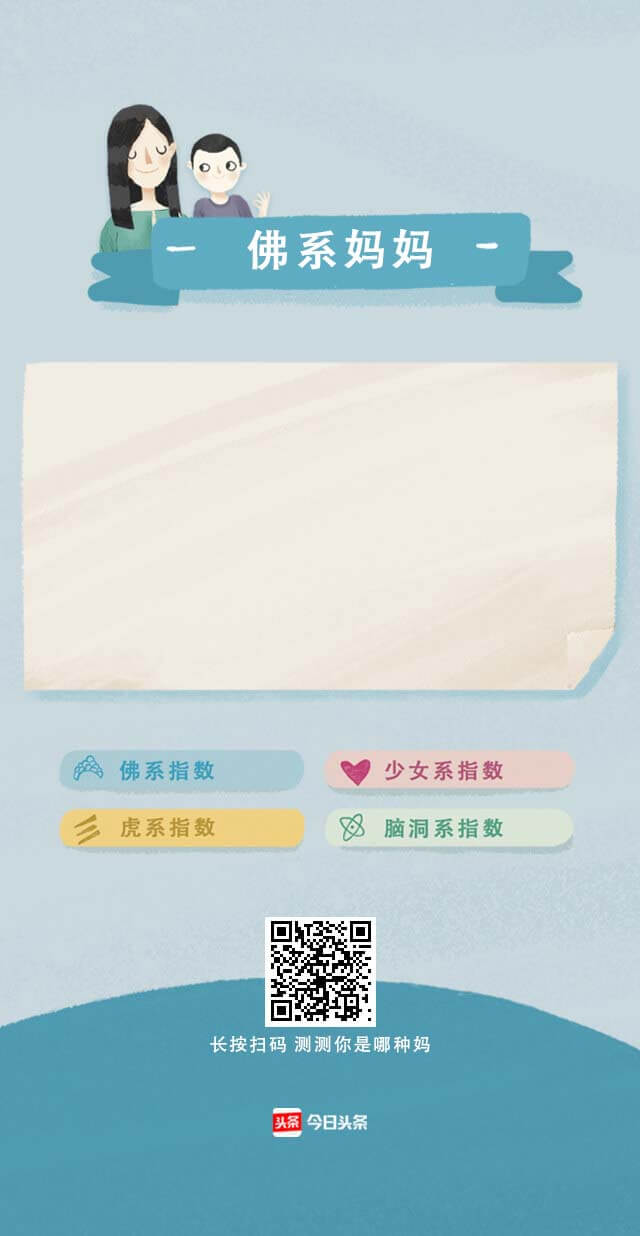 佛系妈妈
佛系指数
少女系指数
虎系指数
脑洞系指数
长按扫码 测测你是哪种妈
头条 今日头条